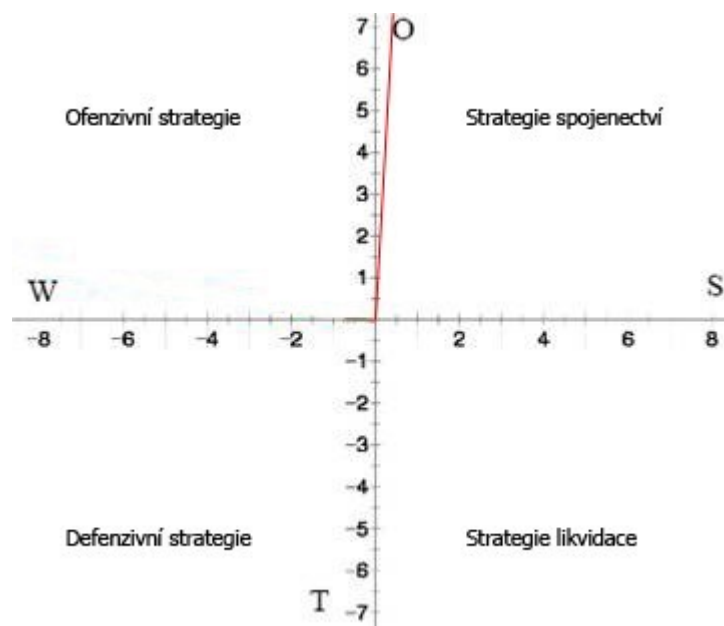 7
O
6
Ofenzivní strategie
5
Strategie spojenectví
4
3
2
1
W
S
-8 -6 -4 -2 2 4 6 8
-1
-2
-3
-4
-5
Defenzivní strategie
Strategie likvidace
-6
T
-7